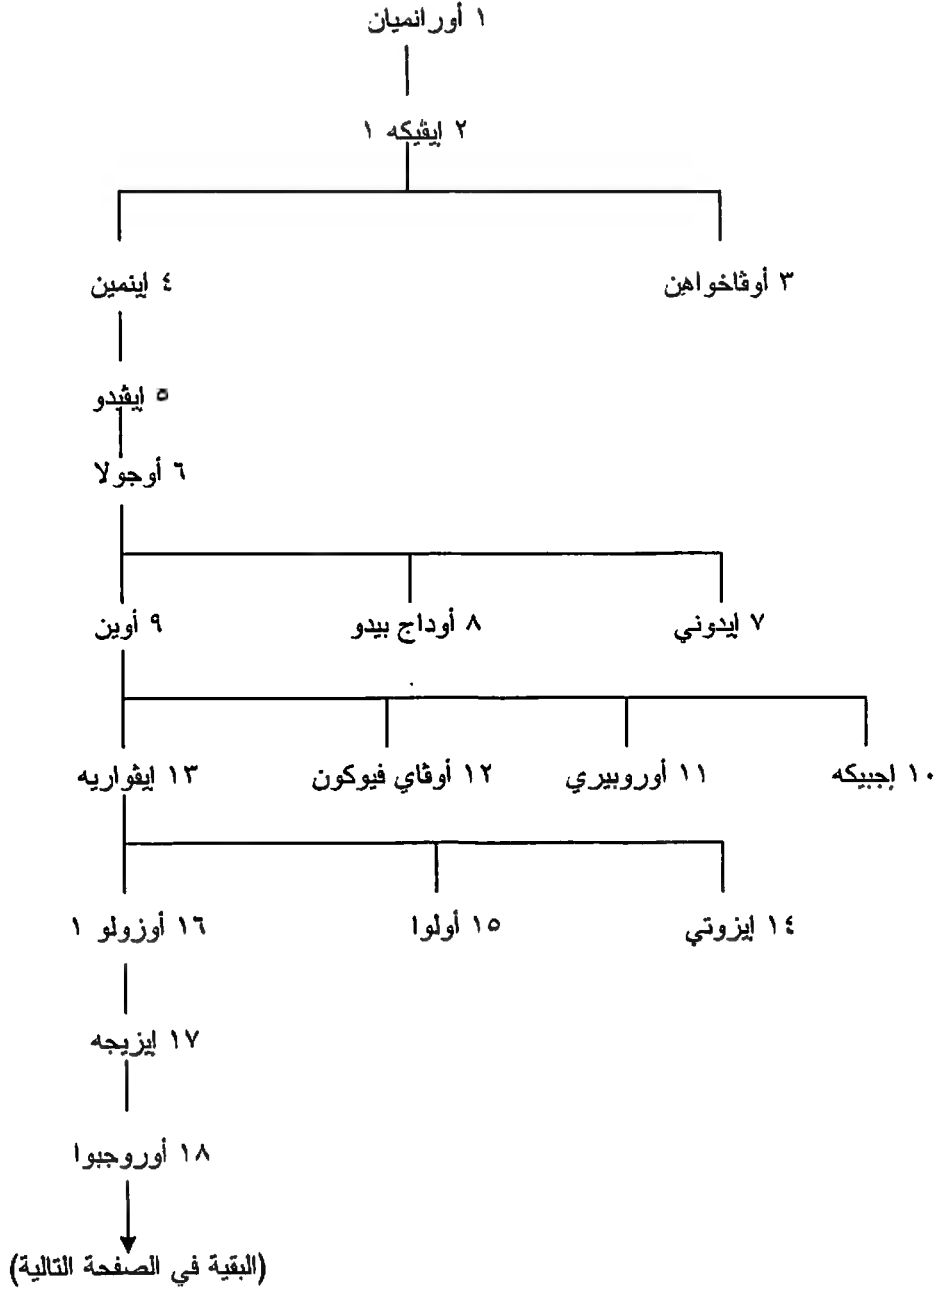 ١ أورانميان
٢ إيڤيكه ١
٣ أوڤاخواهن
٤ إينمين
٥ إيڤيدو
٦ أوجولا
٧ إيدوني
٨ أوداج بيدو
٩ أوين
١٠ إجبيكه
١١ أوروبيري
١٢ أوڤاي فيوكون
١٣ إيڤواريه
١٤ إيزوتي
١٥ أولوا
١٦ أوزولو ١
١٧ إيزيجه
١٨ أوروجبوا
(البقية في الصفحة التالية)